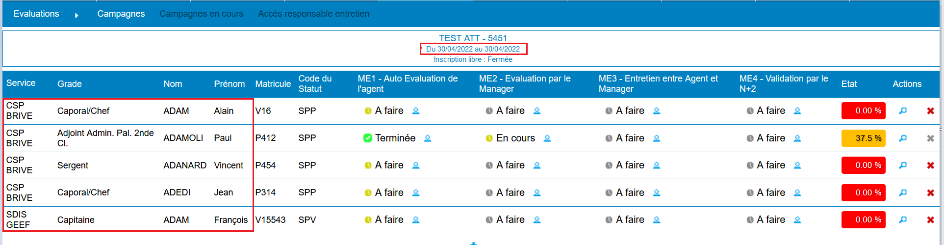 Evaluations Campagnes Campagnes en cours Accès responsable entretien
TEST ATT - 5451
Du 30/04/2022 au 30/04/2022
Inscription libre : Fermée
Service Grade Nom Prénom Matricule Code du Statut ME1 - Auto Evaluation de l'agent ME2 - Evaluation par le Manager ME3 - Entretien entre Agent et Manager ME4 - Validation par le N+2 Etat Actions
CSP BRIVE Caporal/Chef ADAM Alain V16 SPP A faire A faire A faire A faire 0.00 %
CSP BRIVE Adjoint Admin. Pal. 2nde Cl. ADAMOLI Paul P412 SPP Terminée En cours A faire A faire 37.5 %
CSP BRIVE Sergent ADANARD Vincent P454 SPP A faire A faire A faire A faire 0.00 %
CSP BRIVE Caporal/Chef ADEDI Jean P314 SPP A faire A faire A faire A faire 0.00 %
SDIS GEEF Capitaine ADAM François V15543 SPV A faire A faire A faire A faire 0.00 %